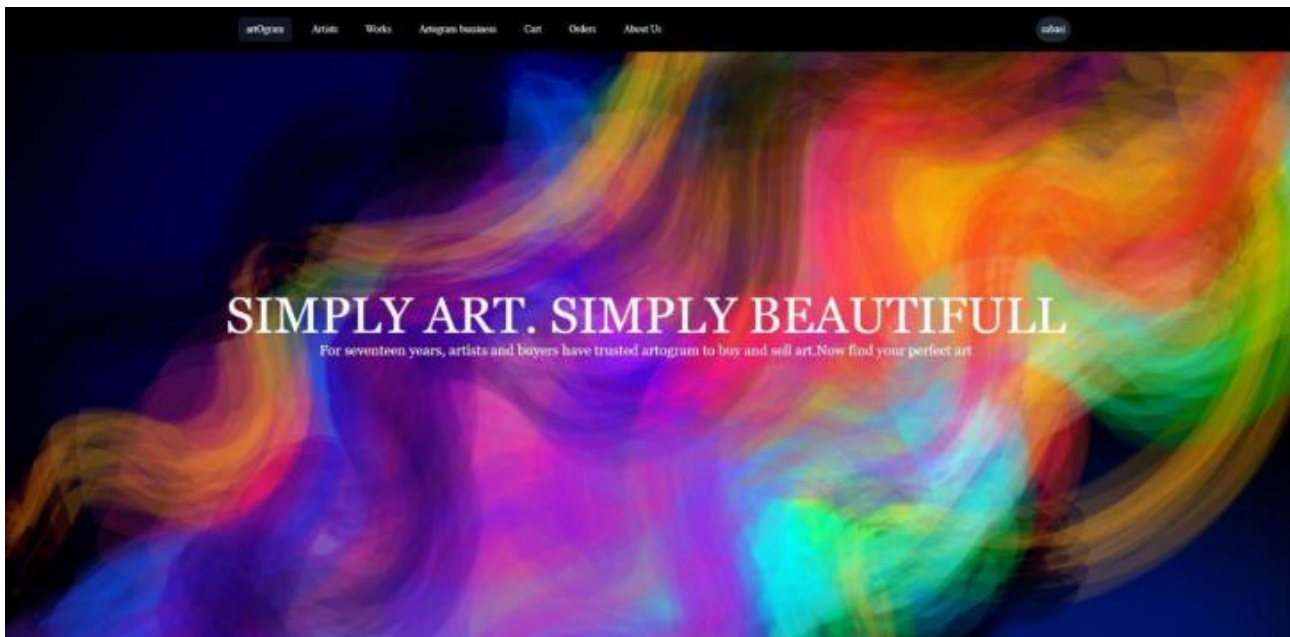 artOgram Artists Works Artogram bussiness Cart Orders About Us
SIMPLY ART. SIMPLY BEAUTIFULL
For seventeen years, artists and buyers have trusted artogram to buy and sell art.Now find your perfect art